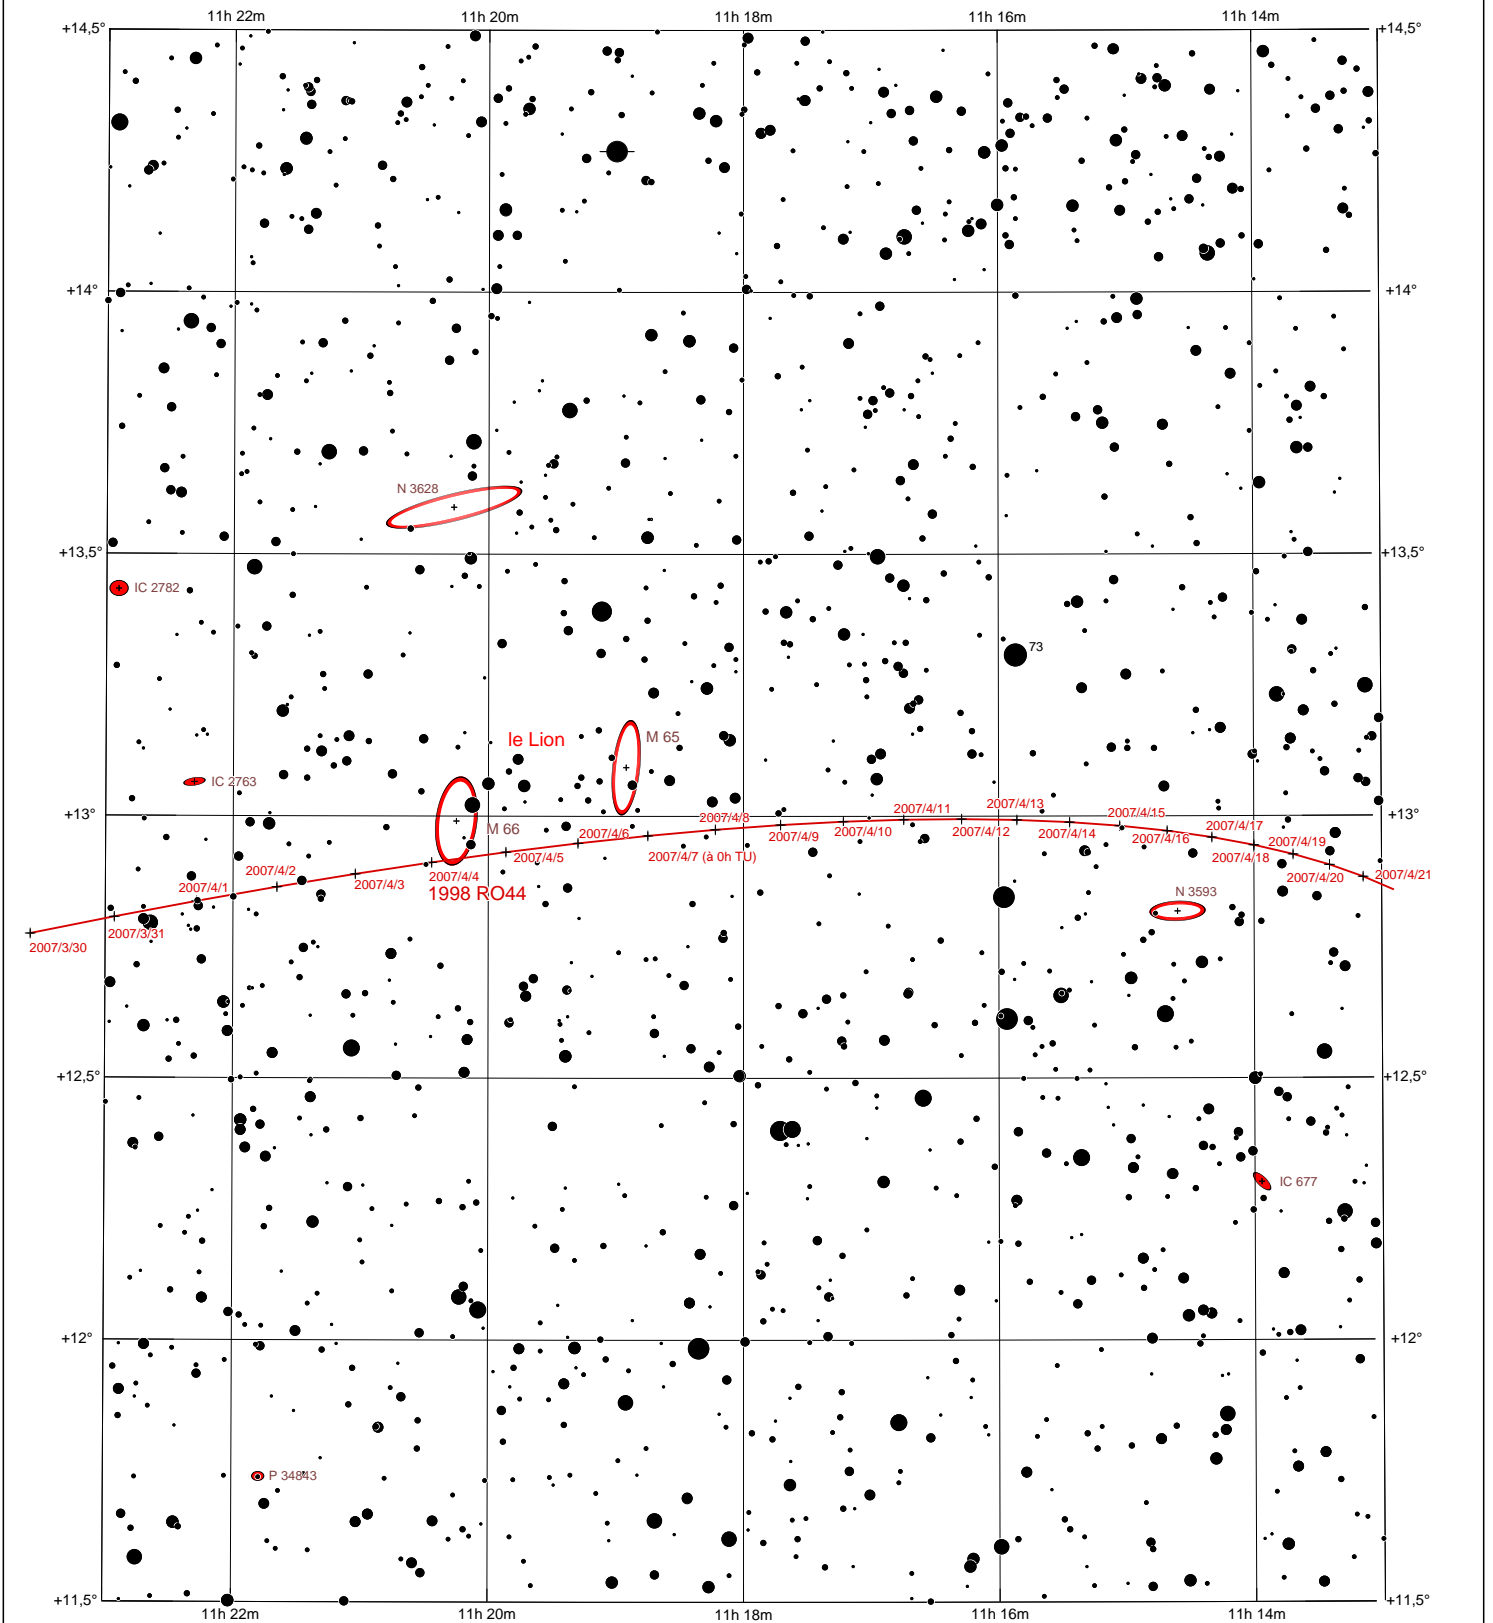 11h 22m 11h 20m 11h 18m 11h 16m 11h 14m
+14,5° +14,5°
+14° +14°
N 3628
+13,5° +13,5°
IC 2782
73
le Lion
M 65
IC 2763
+13° +13°
M 66
2007/4/8 2007/4/11 2007/4/13 2007/4/15 2007/4/17
2007/4/6 2007/4/9 2007/4/10 2007/4/12 2007/4/14 2007/4/16 2007/4/19
2007/4/5 2007/4/7 (à 0h TU) 2007/4/18
2007/4/2 2007/4/3 2007/4/4 2007/4/20 2007/4/21
2007/4/1 1998 RO44 N 3593
2007/3/30 2007/3/31
+12,5° +12,5°
IC 677
+12° +12°
P 34843
+11,5° +11,5°
11h 22m 11h 20m 11h 18m 11h 16m 11h 14m